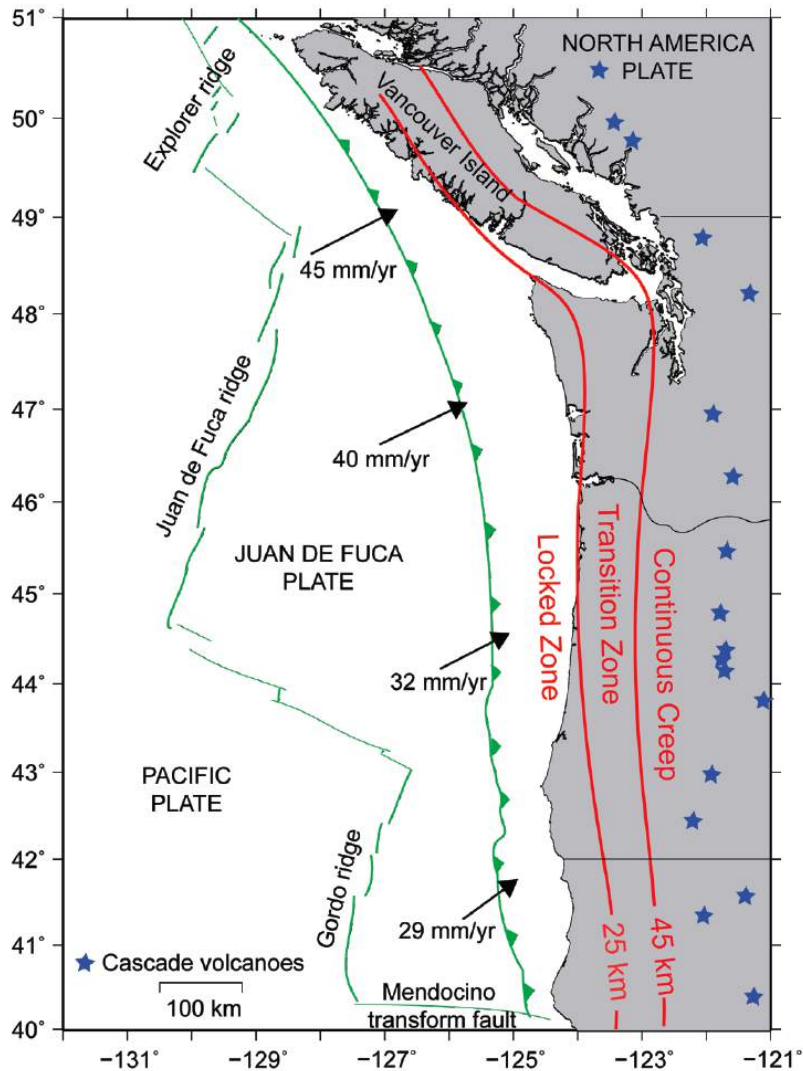 NORTH AMERICA
PLATE
Explorer ridge
Vancouver Island
51˚
50˚
49˚
48˚
47˚
46˚
45˚
44˚
43˚
42˚
41˚
40˚
45 mm/yr
Juan de Fuca ridge
40 mm/yr
JUAN DE FUCA
PLATE
Locked Zone
Transition Zone
Continuous Creep
32 mm/yr
PACIFIC
PLATE
Gordo ridge
29 mm/yr
25 km
45 km
Cascade volcanoes
100 km
Mendocino
transform fault
−131˚
−129˚
−127˚
−125˚
−123˚
−121˚